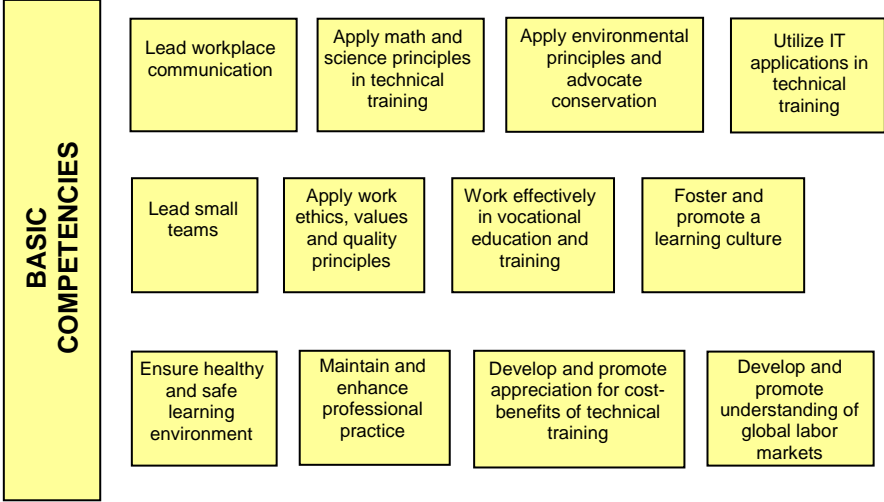 BASIC
COMPETENCIES
Lead workplace
communication
Apply math and
science principles
in technical
training
Apply environmental
principles and
advocate
conservation
Utilize IT
applications in
technical
training
Lead small
teams
Apply work
ethics, values
and quality
principles
Work effectively
in vocational
education and
training
Foster and
promote a
learning culture
Ensure healthy
and safe
learning
environment
Maintain and
enhance
professional
practice
Develop and promote
appreciation for cost-
benefits of technical
training
Develop and
promote
understanding of
global labor
markets